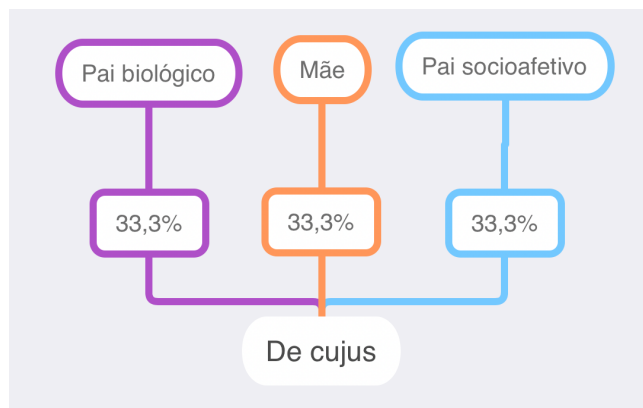 Pai biológico
Mãe
Pai socioafetivo
33,3%
33,3%
33,3%
De cujus